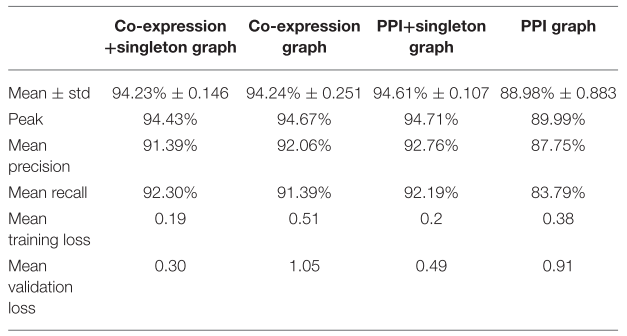 Co-expression Co-expression PPI+singleton PPI graph
+singleton graph graph graph
Mean ± std 94.23% ± 0.146 94.24% ± 0.251 94.61% ± 0.107 88.98% ± 0.883
Peak 94.43% 94.67% 94.71% 89.99%
Mean 91.39% 92.06% 92.76% 87.75%
precision
Mean recall 92.30% 91.39% 92.19% 83.79%
Mean 0.19 0.51 0.2 0.38
training loss
Mean 0.30 1.05 0.49 0.91
validation
loss